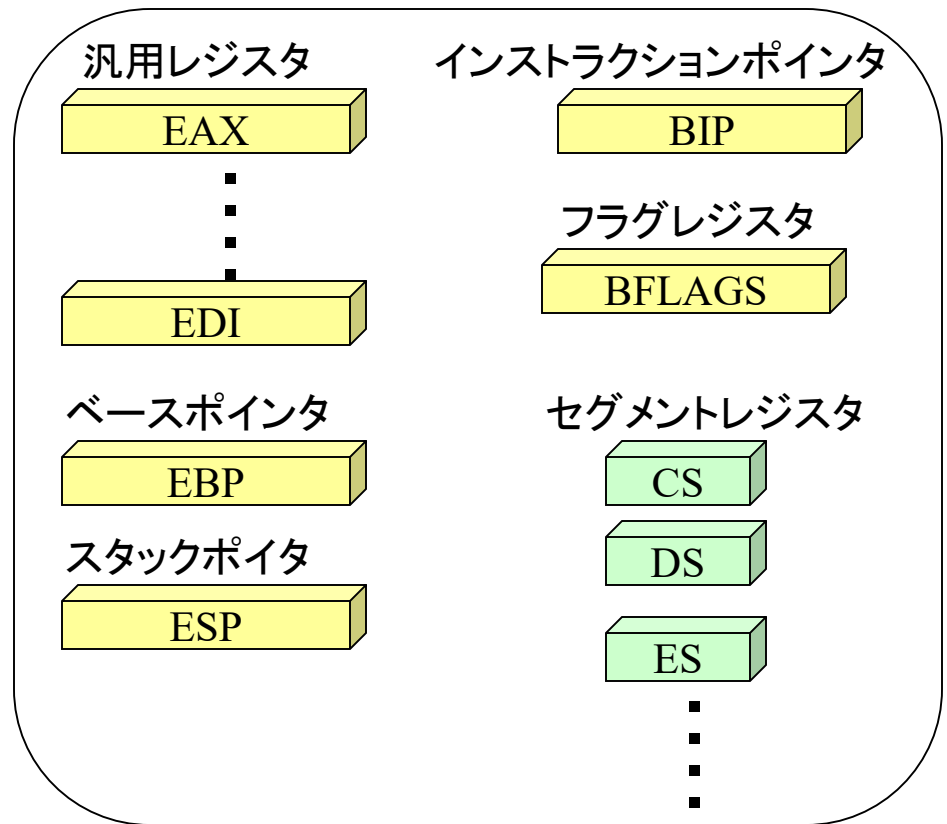 汎用レジスタ
EAX
EDI
ベースポインタ
EBP
スタックポイタ
ESP
インストラクションポインタ
BIP
フラグレジスタ
BFLAGS
セグメントレジスタ
CS
DS
ES